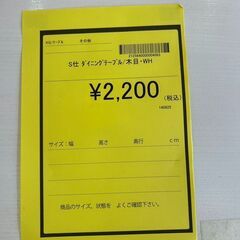 その他
2121440000004093
S仕 ダイニングテーブル/木目・WH
¥2,200
(税込)
140825
サイズ：幅 高さ 奥行 cm
商品のサイズ、状態を よくご確認下さい。